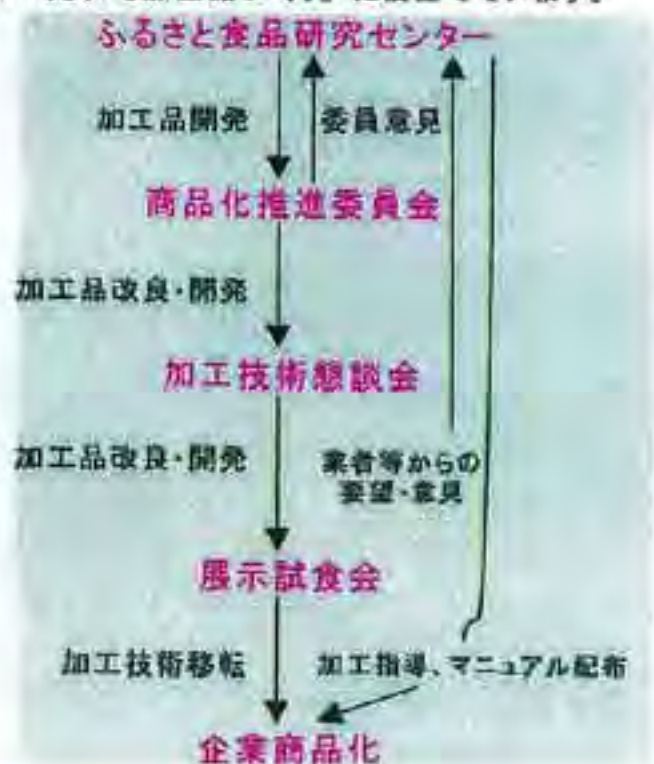 ふるさと食品研究センター
加工品開発
委員意見
商品化推進委員会
加工品改良・開発
加工技術懇談会
加工品改良・開発
業者等からの
要望・意見
展示試食会
加工技術移転
加工指導、マニュアル配布
企業商品化